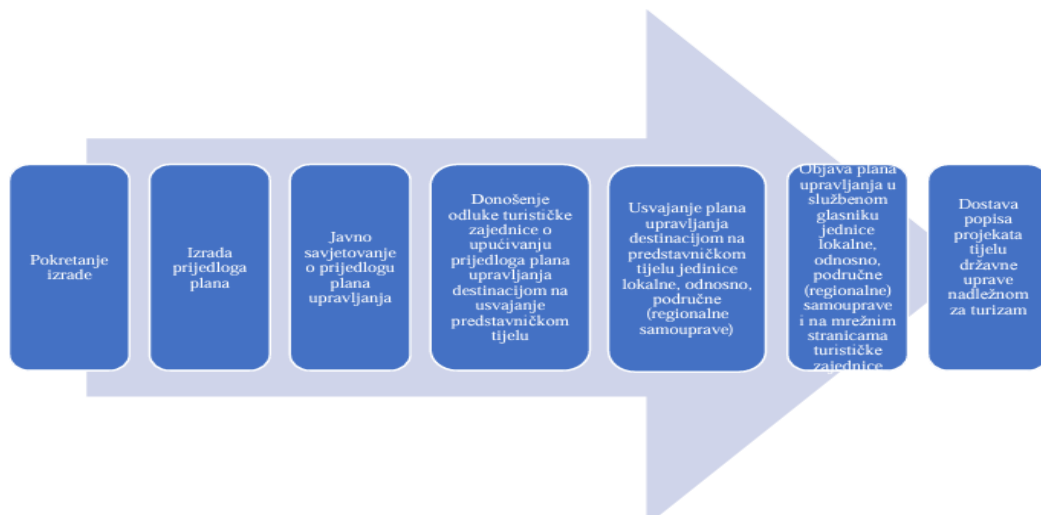 Pokretanje
izrade
Izrada
prijedloga
plana
Javno
savjetovanje
o prijedlogu
plana
upravljanja
Donošenje
odluke turističke
zajednice o
upućivanju
prijedloga plana
upravljanja
destinacijom na
usvajanje
predstavničkom
tijelu
Usvajanje plana
upravljanja
destinacijom na
predstavničkom
tijelu jedinice
lokalne, odnosno,
područne
(regionalne
samouprave)
Objava plana
upravljanja u
službenom
glasniku
jednice
lokalne,
odnosno,
područne
(regionalne)
samouprave
i na mrežnim
stranicama
turističke
zajednice
Dostava
popisa
projekata
tijelu
državne
uprave
nadležnom
za turizam